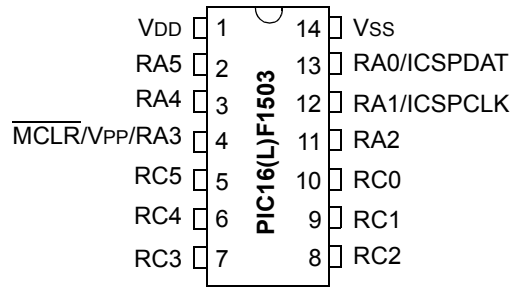 VDD 1 14 VSS
RA5 2 13 RA0/ICSPDAT
RA4 3 12 RA1/ICSPCLK
MCLR/VPP/RA3 4 11 RA2
RC5 5 10 RC0
RC4 6 9 RC1
RC3 7 8 RC2
PIC16(L)F1503